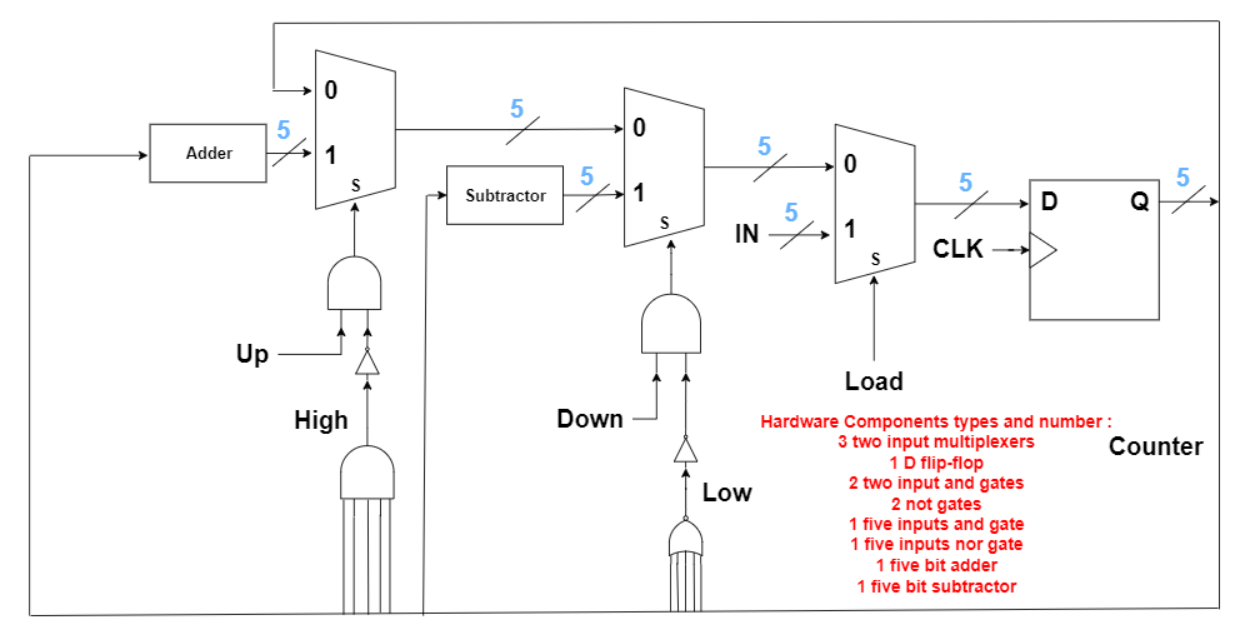 0
5
1
Adder
S
5
0
5
1
Subtractor
S
5
0
5
IN
1
S
5
D
Q
5
CLK
Up
High
Down
Low
Load
Hardware Components types and number :
3 two input multiplexers
1 D flip-flop
2 two input and gates
2 not gates
1 five inputs and gate
1 five inputs nor gate
1 five bit adder
1 five bit subtractor
Counter